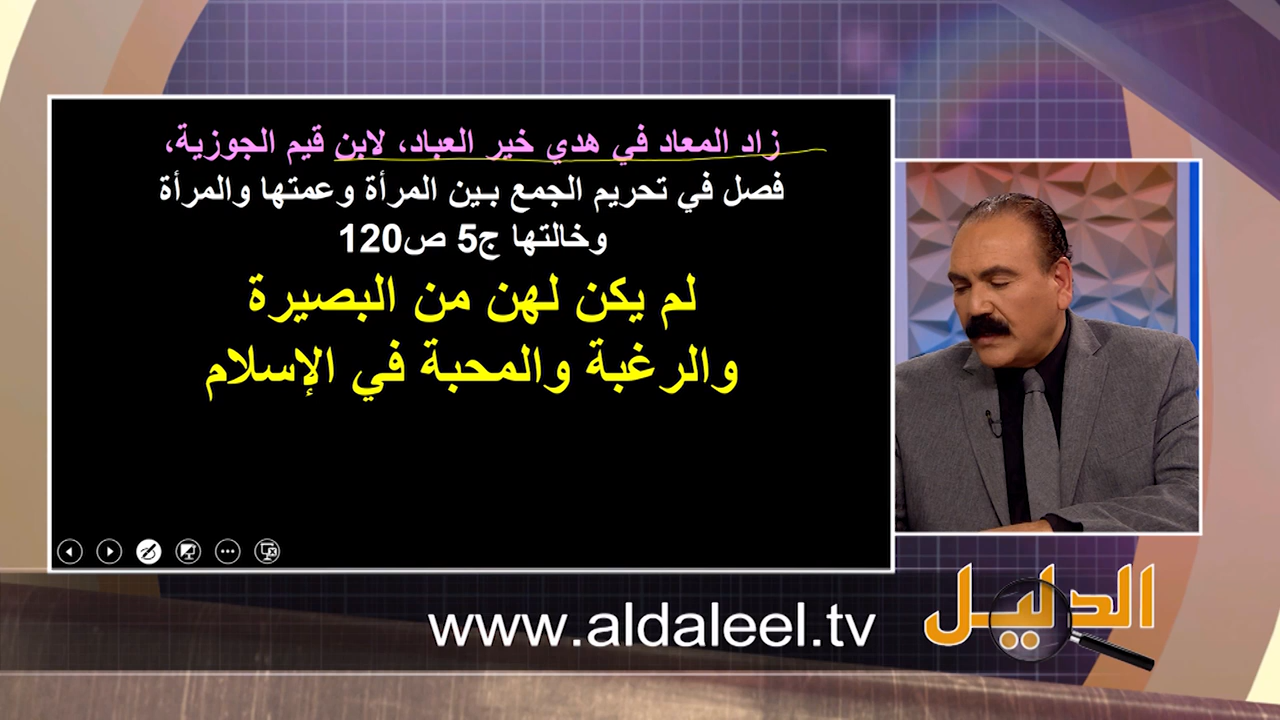 زاد المعاد في هدي خير العباد، لابن قيم الجوزية،
فصل في تحريم الجمع بين المرأة وعمتها والمرأة
وخالتها ج5 ص120
لم يكن لهن من البصيرة
والرغبة والمحبة في الإسلام
الدليل
www.aldaleel.tv